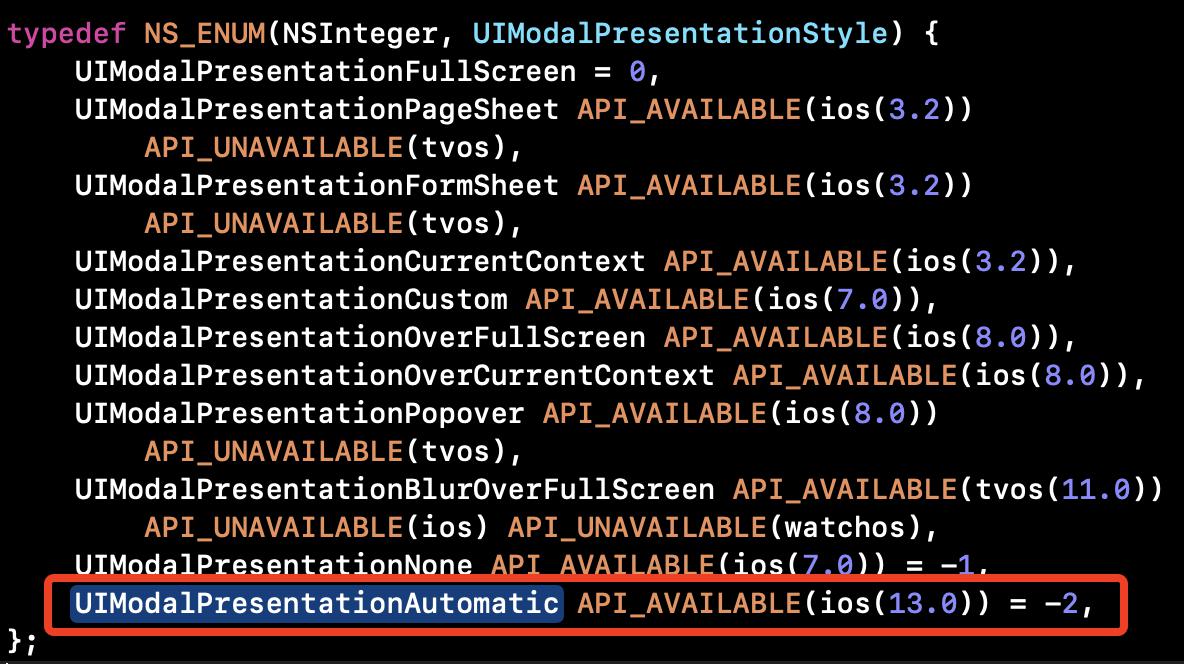 typedef NS_ENUM(NSInteger, UIModalPresentationStyle) {
UIModalPresentationFullScreen = 0,
UIModalPresentationPageSheet API_AVAILABLE(ios(3.2))
API_UNAVAILABLE(tvos),
UIModalPresentationFormSheet API_AVAILABLE(ios(3.2))
API_UNAVAILABLE(tvos),
UIModalPresentationCurrentContext API_AVAILABLE(ios(3.2)),
UIModalPresentationCustom API_AVAILABLE(ios(7.0)),
UIModalPresentationOverFullScreen API_AVAILABLE(ios(8.0)),
UIModalPresentationOverCurrentContext API_AVAILABLE(ios(8.0)),
UIModalPresentationPopover API_AVAILABLE(ios(8.0))
API_UNAVAILABLE(tvos),
UIModalPresentationBlurOverFullScreen API_AVAILABLE(tvos(11.0))
API_UNAVAILABLE(ios) API_UNAVAILABLE(watchos),
UIModalPresentationNone API_AVAILABLE(ios(7.0)) = -1,
UIModalPresentationAutomatic API_AVAILABLE(ios(13.0)) = -2,
};